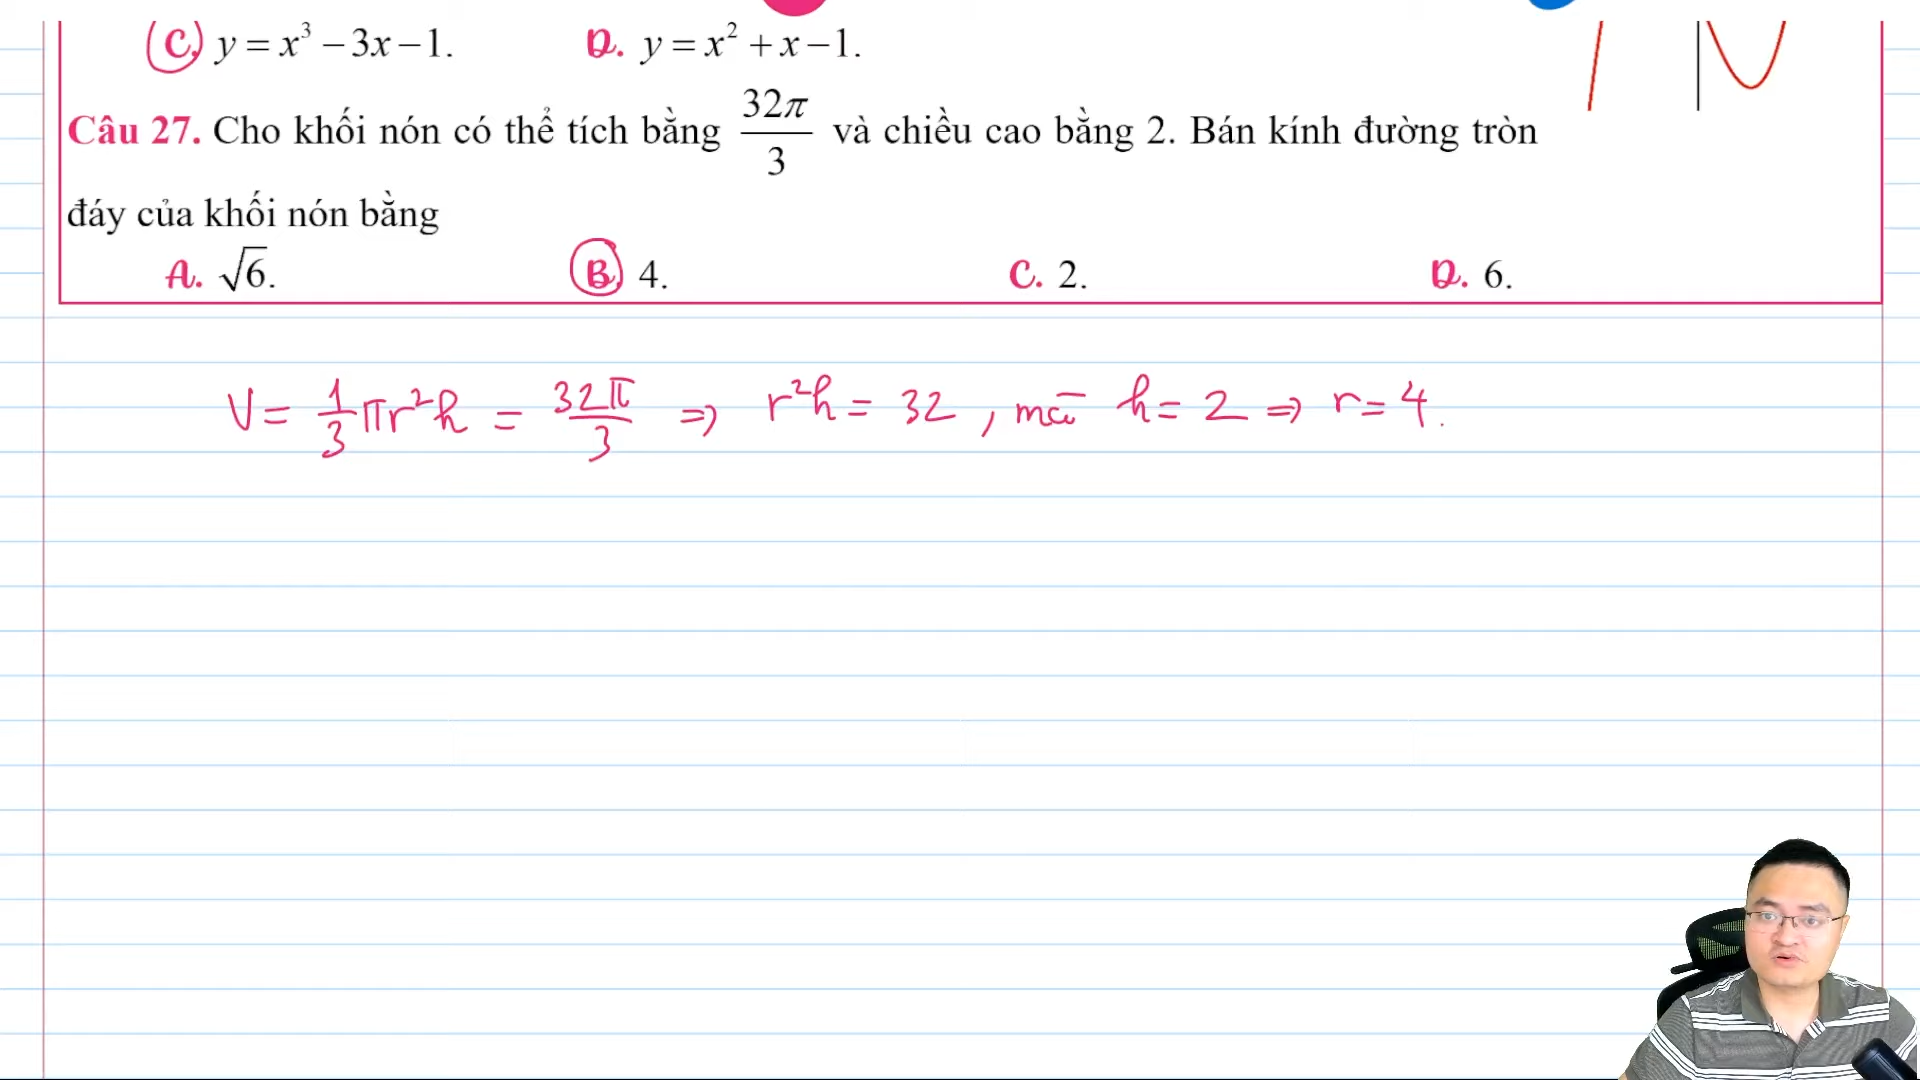 C. y = x³ − 3x − 1. D. y = x² + x − 1.
Câu 27. Cho khối nón có thể tích bằng 32π/3 và chiều cao bằng 2. Bán kính đường tròn
đáy của khối nón bằng
A. √6. B. 4. C. 2. D. 6.
V = 1/3 πr²h = 32π/3 ⇒ r²h = 32, mà h = 2 ⇒ r = 4.